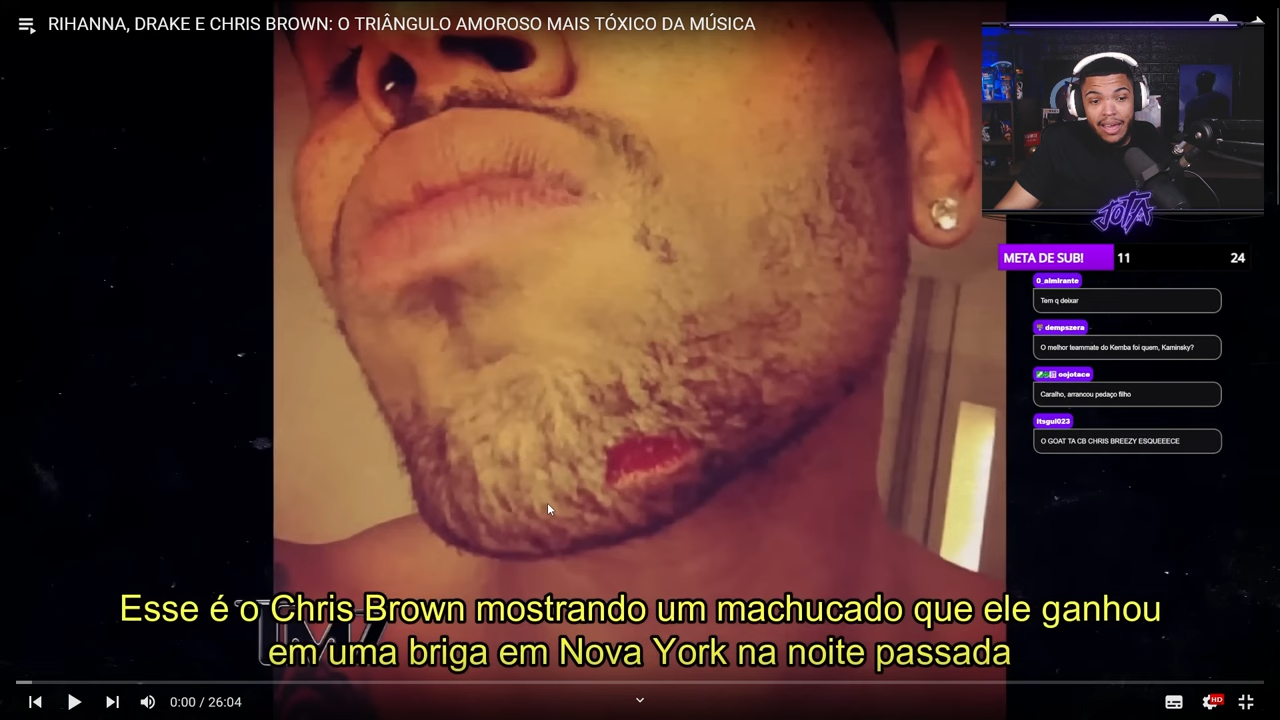 RIHANNA, DRAKE E CHRIS BROWN: O TRIÂNGULO AMOROSO MAIS TÓXICO DA MÚSICA
JOTA
META DE SUB! 11 24
0_almirante
Tem q deixar
dempszera
O melhor teammate do Kemba foi quem, Kaminsky?
oojotace
Caralho, arrancou pedaço filho
itsgui023
O GOAT TA CB CHRIS BREEZY ESQUEEECE
TMZ
Esse é o Chris Brown mostrando um machucado que ele ganhou
em uma briga em Nova York na noite passada
0:00 / 26:04
HD